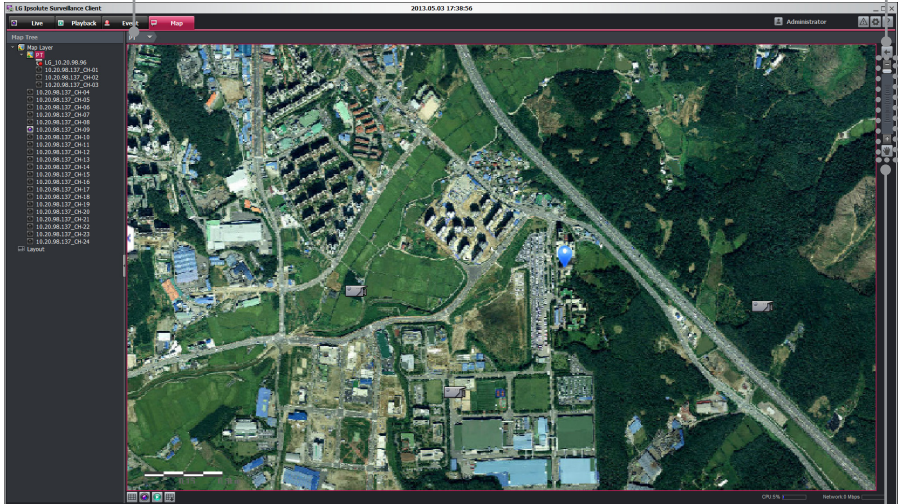 LG Ipsolute Surveillance Client
2013.05.03 17:38:56
Live Playback Event Map
Administrator
Map Tree
PT
Map Layer
PT
LG_10.20.98.96
10.20.98.137_CH-01
10.20.98.137_CH-02
10.20.98.137_CH-03
10.20.98.137_CH-04
10.20.98.137_CH-05
10.20.98.137_CH-06
10.20.98.137_CH-07
10.20.98.137_CH-08
10.20.98.137_CH-09
10.20.98.137_CH-10
10.20.98.137_CH-11
10.20.98.137_CH-12
10.20.98.137_CH-13
10.20.98.137_CH-14
10.20.98.137_CH-15
10.20.98.137_CH-16
10.20.98.137_CH-17
10.20.98.137_CH-18
10.20.98.137_CH-19
10.20.98.137_CH-20
10.20.98.137_CH-21
10.20.98.137_CH-22
10.20.98.137_CH-23
10.20.98.137_CH-24
Layout
CPU 5%
Network 0 Mbps